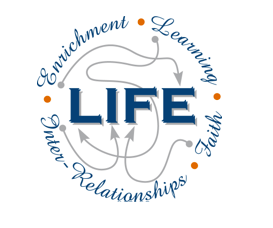 Enrichment
Learning
LIFE
Faith
Inter-Relationships